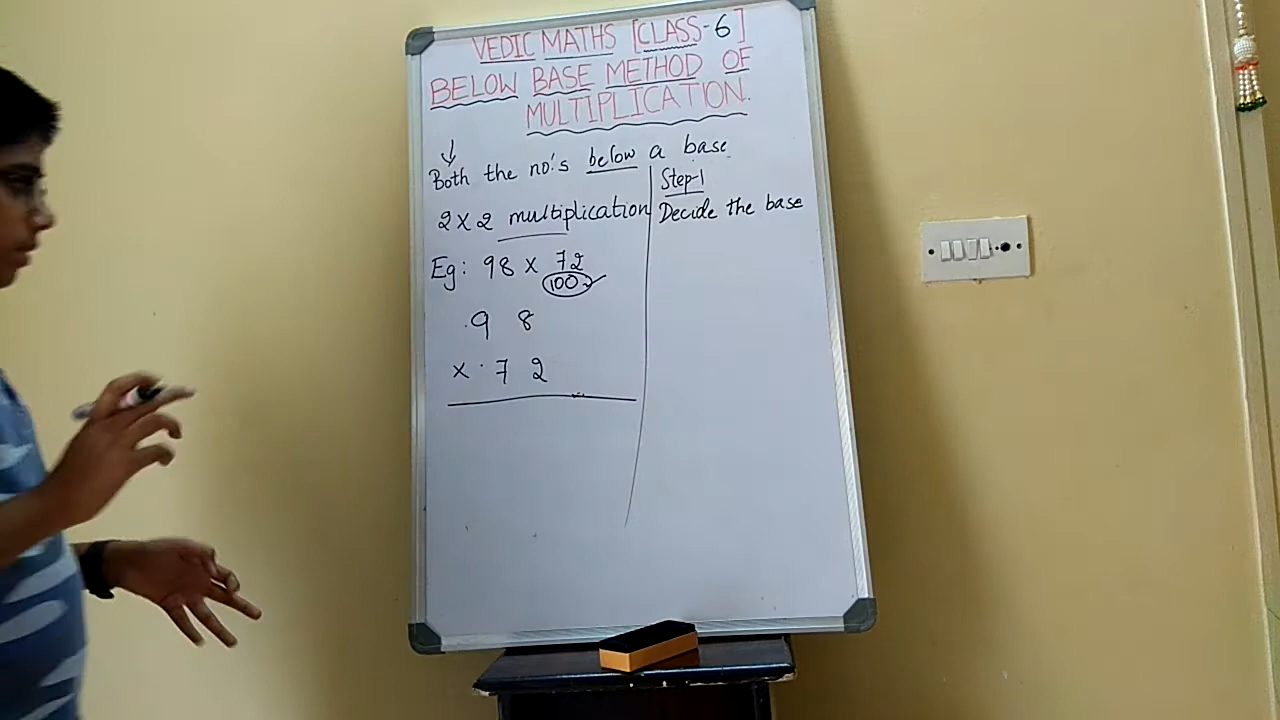 VEDIC MATHS [CLASS-6]
BELOW BASE METHOD OF
MULTIPLICATION.
↓
Both the no's below a base
2 x 2 multiplication
Eg: 98 x 72
100 ✓
9 8
x 7 2
Step-1
Decide the base